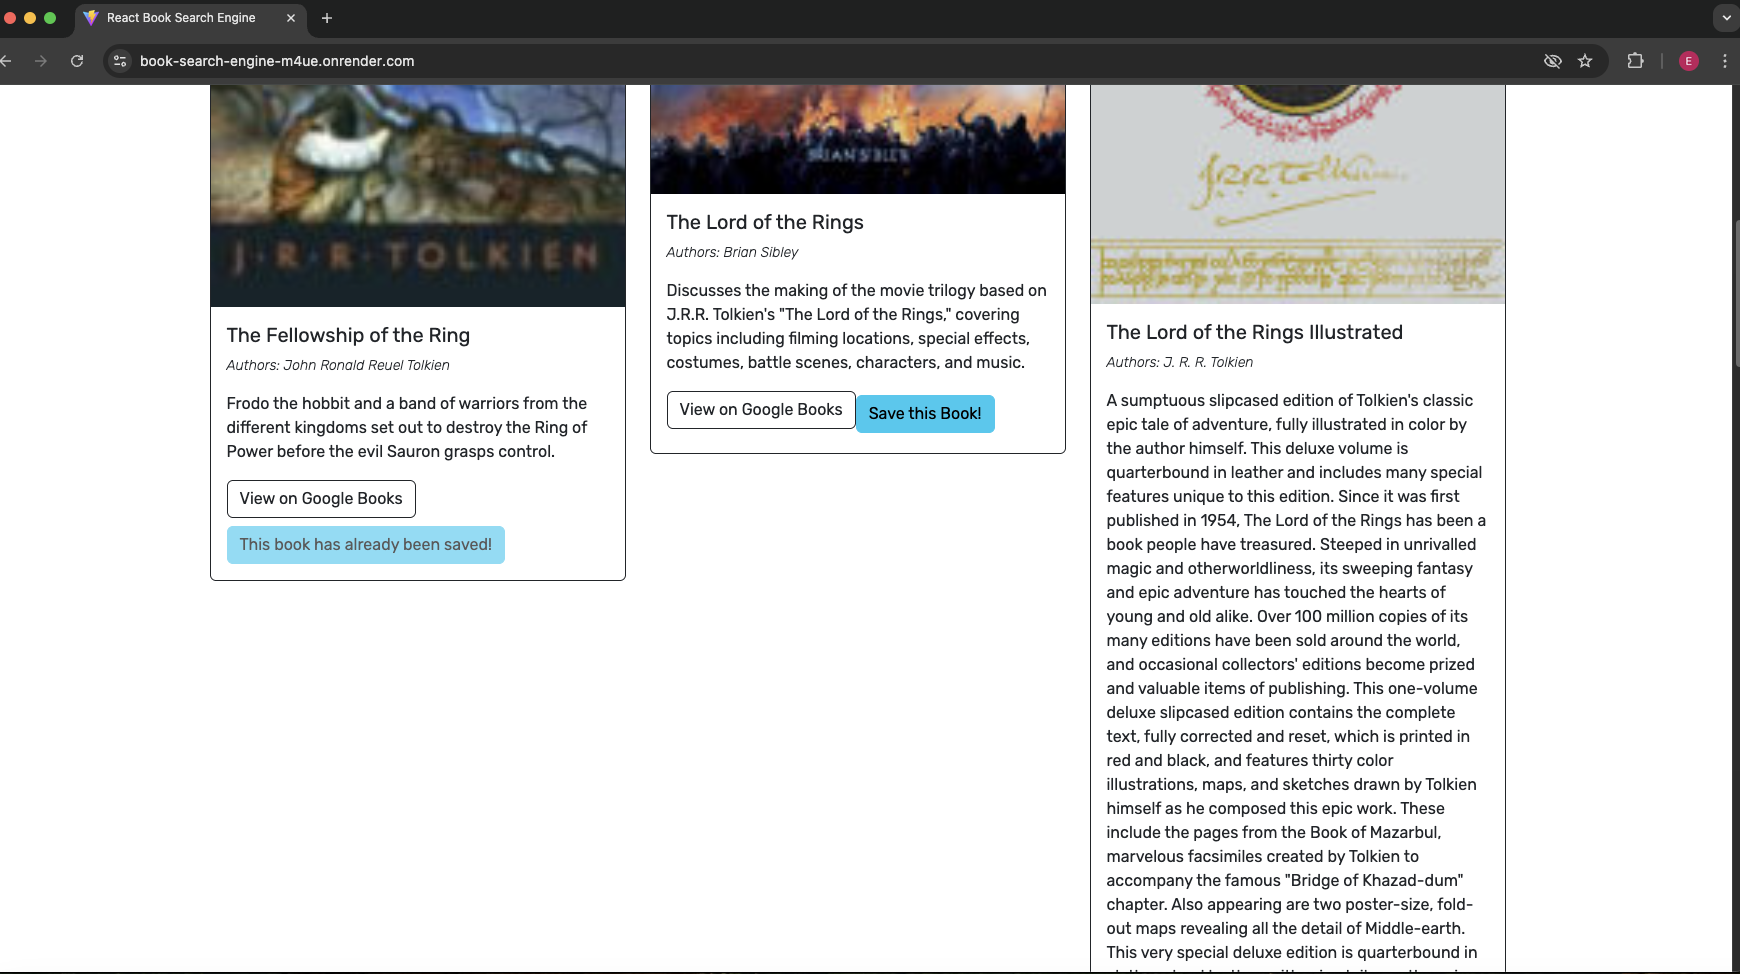 React Book Search Engine
book-search-engine-m4ue.onrender.com
E
J·R·R·TOLKIEN
The Fellowship of the Ring
Authors: John Ronald Reuel Tolkien
Frodo the hobbit and a band of warriors from the
different kingdoms set out to destroy the Ring of
Power before the evil Sauron grasps control.
View on Google Books
This book has already been saved!
BRIAN SIBLEY
The Lord of the Rings
Authors: Brian Sibley
Discusses the making of the movie trilogy based on
J.R.R. Tolkien's "The Lord of the Rings," covering
topics including filming locations, special effects,
costumes, battle scenes, characters, and music.
View on Google Books
Save this Book!
The Lord of the Rings Illustrated
Authors: J. R. R. Tolkien
A sumptuous slipcased edition of Tolkien's classic
epic tale of adventure, fully illustrated in color by
the author himself. This deluxe volume is
quarterbound in leather and includes many special
features unique to this edition. Since it was first
published in 1954, The Lord of the Rings has been a
book people have treasured. Steeped in unrivalled
magic and otherworldliness, its sweeping fantasy
and epic adventure has touched the hearts of
young and old alike. Over 100 million copies of its
many editions have been sold around the world,
and occasional collectors' editions become prized
and valuable items of publishing. This one-volume
deluxe slipcased edition contains the complete
text, fully corrected and reset, which is printed in
red and black, and features thirty color
illustrations, maps, and sketches drawn by Tolkien
himself as he composed this epic work. These
include the pages from the Book of Mazarbul,
marvelous facsimiles created by Tolkien to
accompany the famous "Bridge of Khazad-dum"
chapter. Also appearing are two poster-size, fold-
out maps revealing all the detail of Middle-earth.
This very special deluxe edition is quarterbound in